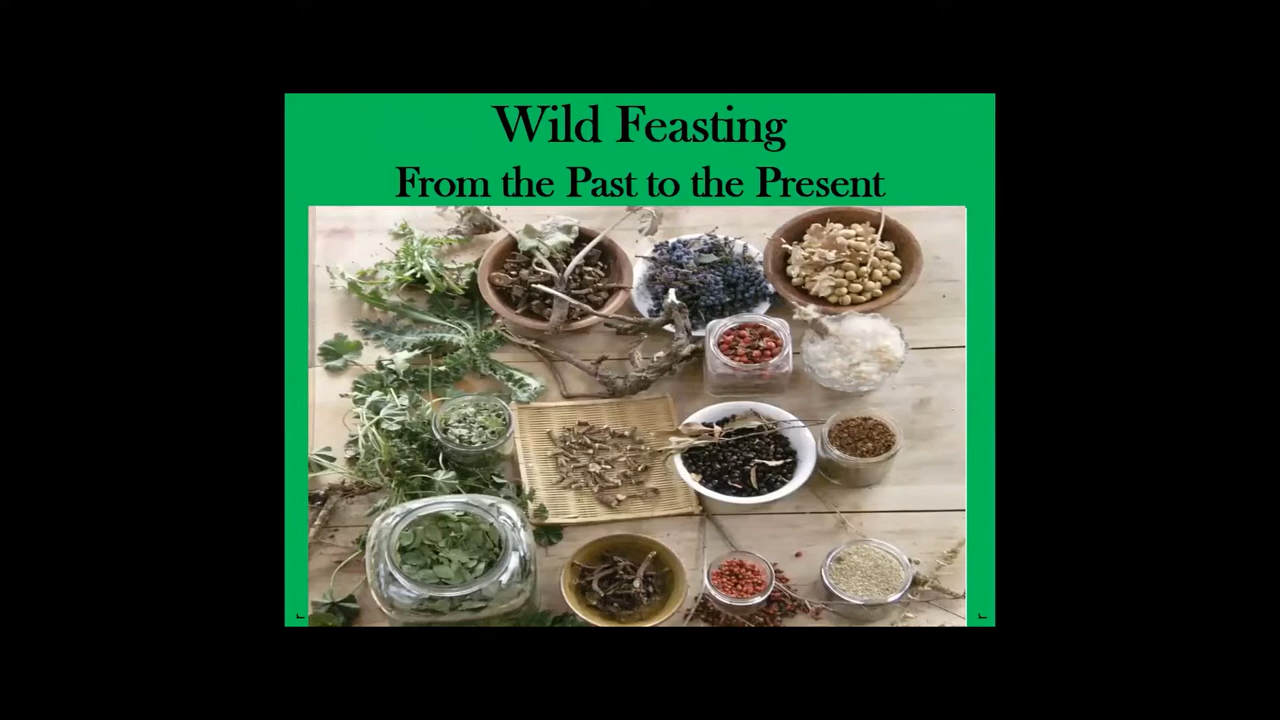 Wild Feasting
From the Past to the Present